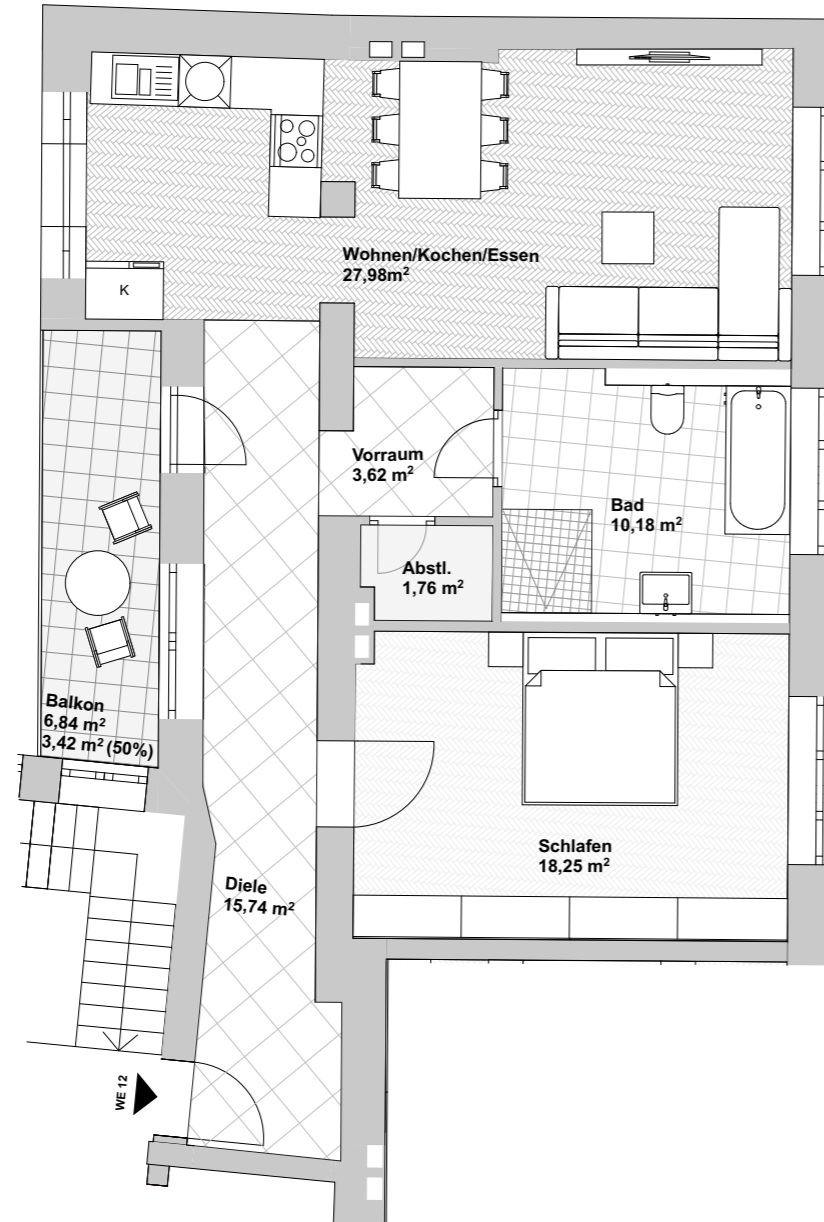 Wohnen/Kochen/Essen
27,98m²
K
Vorraum
3,62 m²
Bad
10,18 m²
Abstl.
1,76 m²
Balkon
6,84 m²
3,42 m² (50%)
Schlafen
18,25 m²
Diele
15,74 m²
WE 12